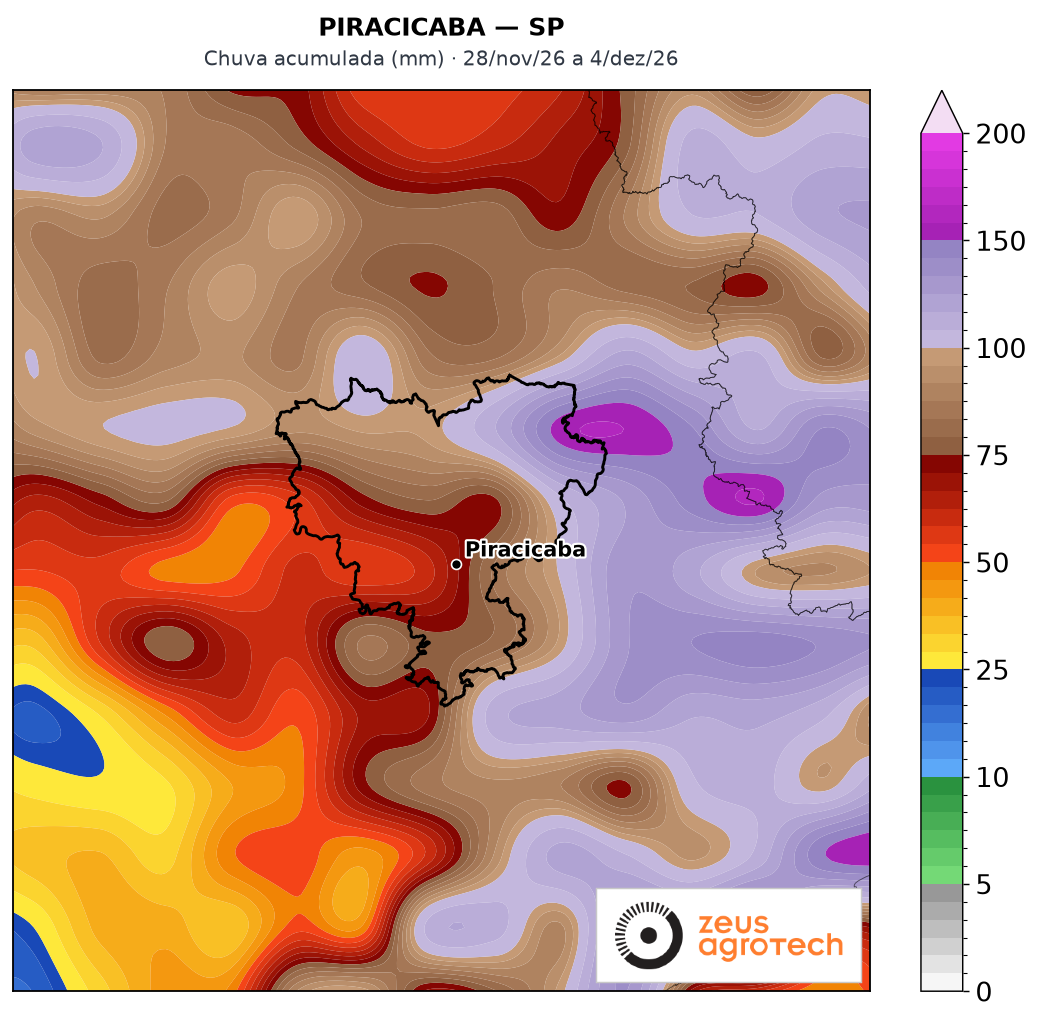 PIRACICABA — SP
Chuva acumulada (mm) · 28/nov/26 a 4/dez/26
200
150
100
75
50
25
10
5
0
Piracicaba
zeus
agrotech